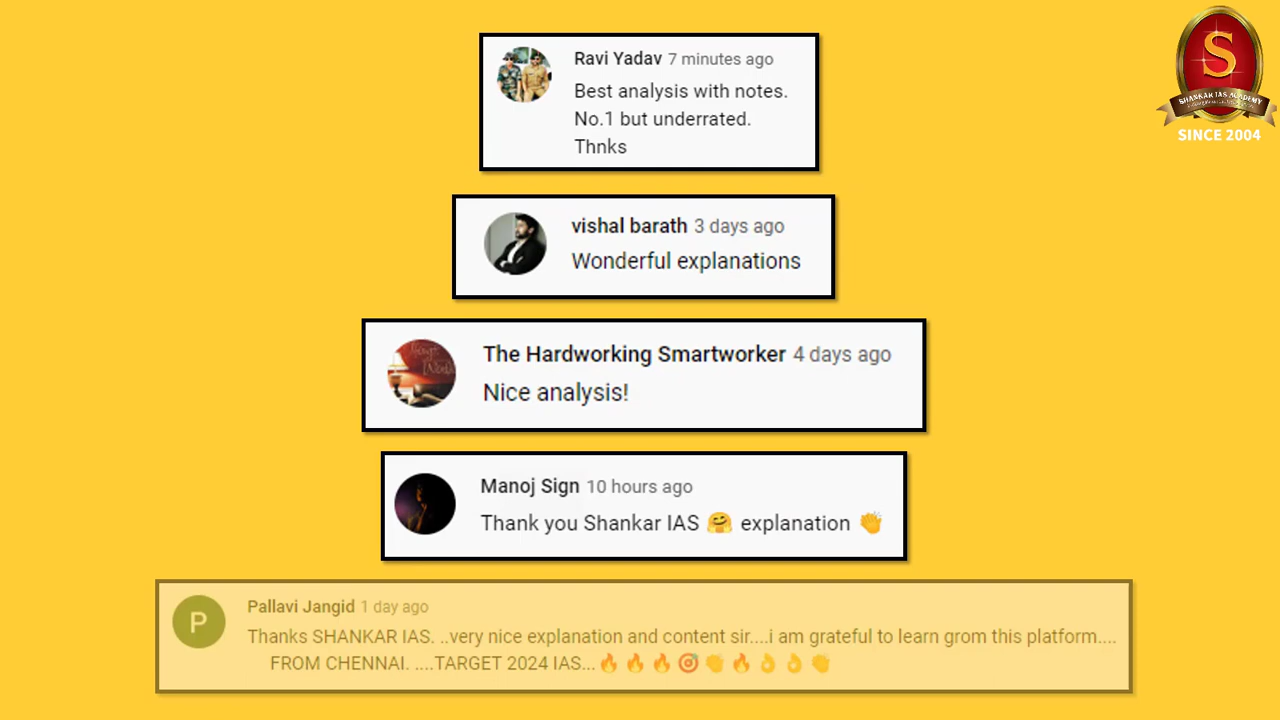 S
SHANKAR IAS ACADEMY
SINCE 2004
Ravi Yadav 7 minutes ago
Best analysis with notes.
No.1 but underrated.
Thnks
vishal barath 3 days ago
Wonderful explanations
The Hardworking Smartworker 4 days ago
Nice analysis!
Manoj Sign 10 hours ago
Thank you Shankar IAS 🤗 explanation 👏
P
Pallavi Jangid 1 day ago
Thanks SHANKAR IAS. ..very nice explanation and content sir....i am grateful to learn grom this platform....
FROM CHENNAI. ....TARGET 2024 IAS...🔥🔥🔥🎯👏🔥👌👌👏